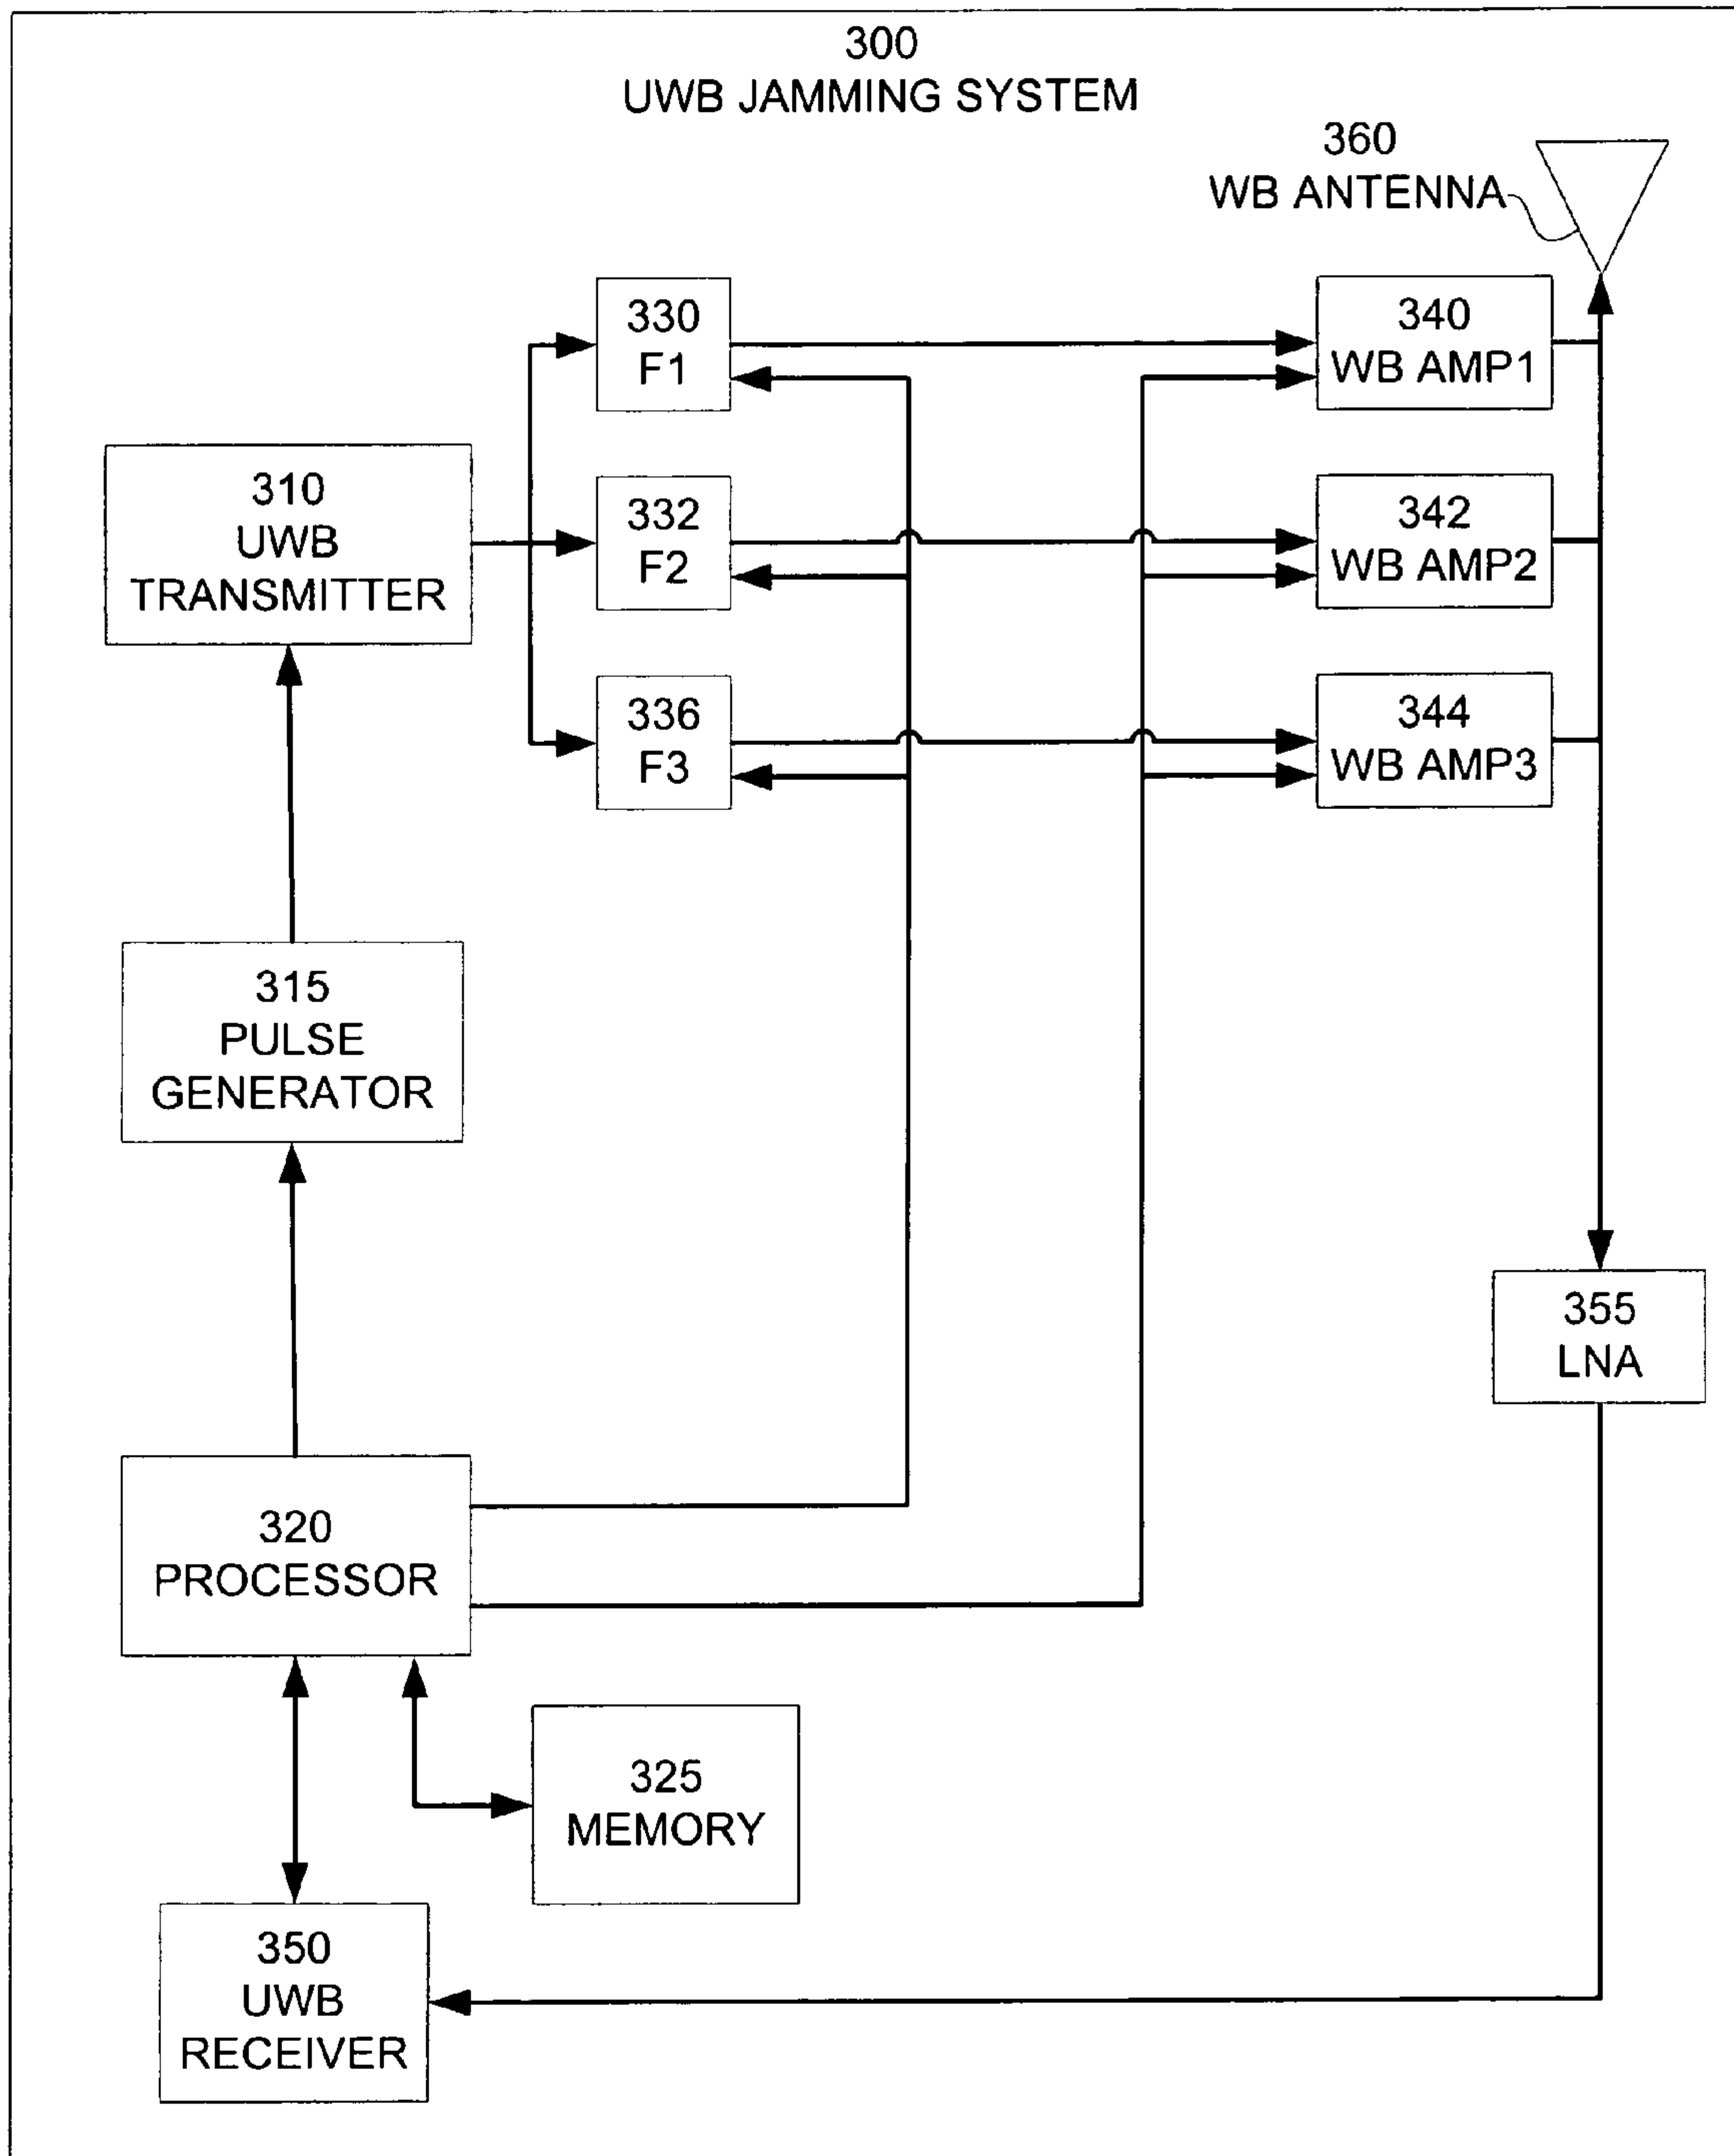 300
UWB JAMMING SYSTEM
360
WB ANTENNA
330
F1
340
WB AMP1
310
UWB
TRANSMITTER
332
F2
342
WB AMP2
336
F3
344
WB AMP3
315
PULSE
GENERATOR
355
LNA
320
PROCESSOR
325
MEMORY
350
UWB
RECEIVER